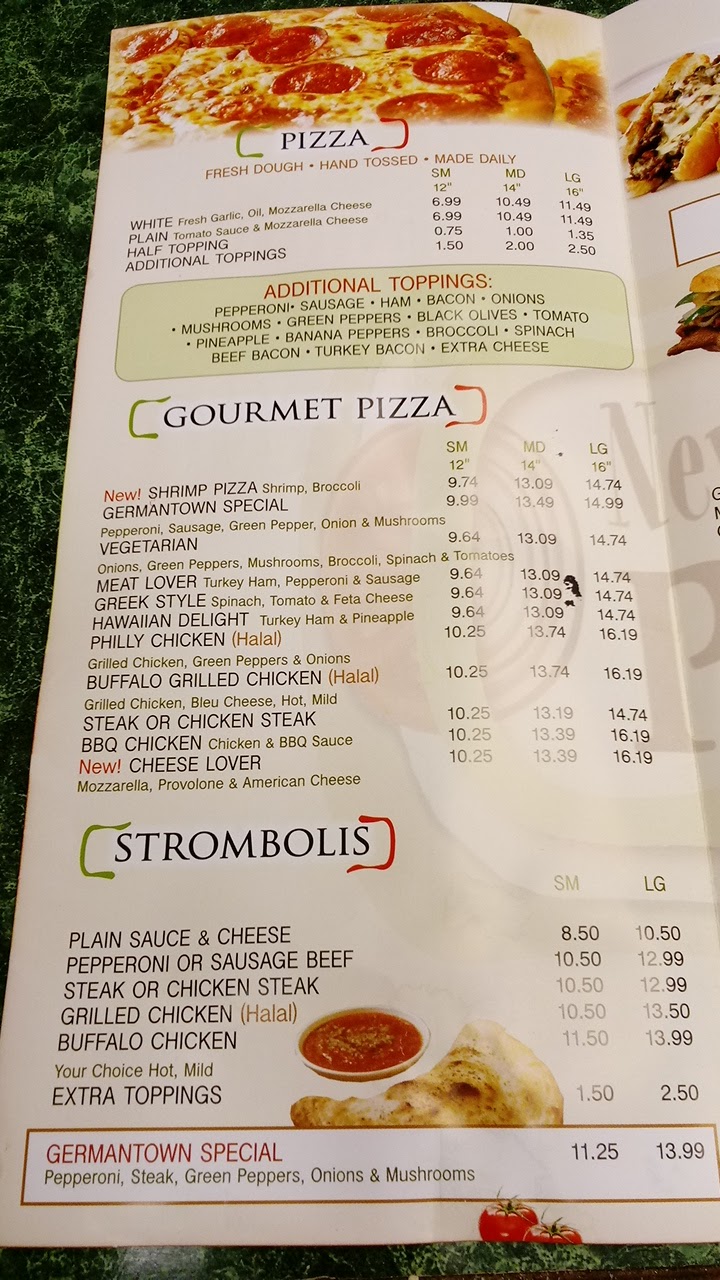 PIZZA
FRESH DOUGH • HAND TOSSED • MADE DAILY
SM MD LG
12" 14" 16"
WHITE Fresh Garlic, Oil, Mozzarella Cheese 6.99 10.49 11.49
PLAIN Tomato Sauce & Mozzarella Cheese 6.99 10.49 11.49
HALF TOPPING 0.75 1.00 1.35
ADDITIONAL TOPPINGS 1.50 2.00 2.50
ADDITIONAL TOPPINGS:
PEPPERONI• SAUSAGE • HAM • BACON • ONIONS
• MUSHROOMS • GREEN PEPPERS • BLACK OLIVES • TOMATO
• PINEAPPLE • BANANA PEPPERS • BROCCOLI • SPINACH
BEEF BACON • TURKEY BACON • EXTRA CHEESE
GOURMET PIZZA
SM MD LG
12" 14" 16"
New! SHRIMP PIZZA Shrimp, Broccoli 9.74 13.09 14.74
GERMANTOWN SPECIAL 9.99 13.49 14.99
Pepperoni, Sausage, Green Pepper, Onion & Mushrooms
VEGETARIAN 9.64 13.09 14.74
Onions, Green Peppers, Mushrooms, Broccoli, Spinach & Tomatoes
MEAT LOVER Turkey Ham, Pepperoni & Sausage 9.64 13.09 14.74
GREEK STYLE Spinach, Tomato & Feta Cheese 9.64 13.09 14.74
HAWAIIAN DELIGHT Turkey Ham & Pineapple 9.64 13.09 14.74
PHILLY CHICKEN (Halal) 10.25 13.74 16.19
Grilled Chicken, Green Peppers & Onions
BUFFALO GRILLED CHICKEN (Halal) 10.25 13.74 16.19
Grilled Chicken, Bleu Cheese, Hot, Mild
STEAK OR CHICKEN STEAK 10.25 13.19 14.74
BBQ CHICKEN Chicken & BBQ Sauce 10.25 13.39 16.19
New! CHEESE LOVER 10.25 13.39 16.19
Mozzarella, Provolone & American Cheese
STROMBOLIS
SM LG
PLAIN SAUCE & CHEESE 8.50 10.50
PEPPERONI OR SAUSAGE BEEF 10.50 12.99
STEAK OR CHICKEN STEAK 10.50 12.99
GRILLED CHICKEN (Halal) 10.50 13.50
BUFFALO CHICKEN 11.50 13.99
Your Choice Hot, Mild
EXTRA TOPPINGS 1.50 2.50
GERMANTOWN SPECIAL 11.25 13.99
Pepperoni, Steak, Green Peppers, Onions & Mushrooms